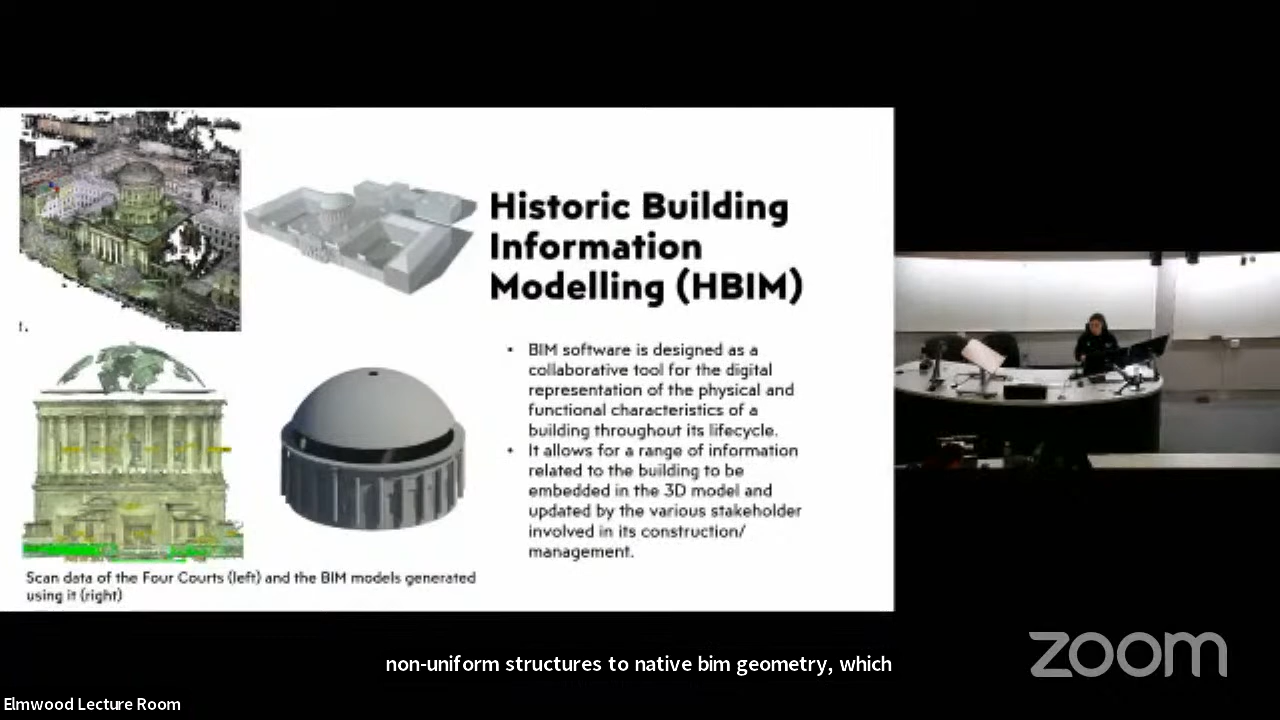 Historic Building
Information
Modelling (HBIM)
• BIM software is designed as a
collaborative tool for the digital
representation of the physical and
functional characteristics of a
building throughout its lifecycle.
• It allows for a range of information
related to the building to be
embedded in the 3D model and
updated by the various stakeholder
involved in its construction/
management.
Scan data of the Four Courts (left) and the BIM models generated
using it (right)
non-uniform structures to native bim geometry, which
zoom
Elmwood Lecture Room